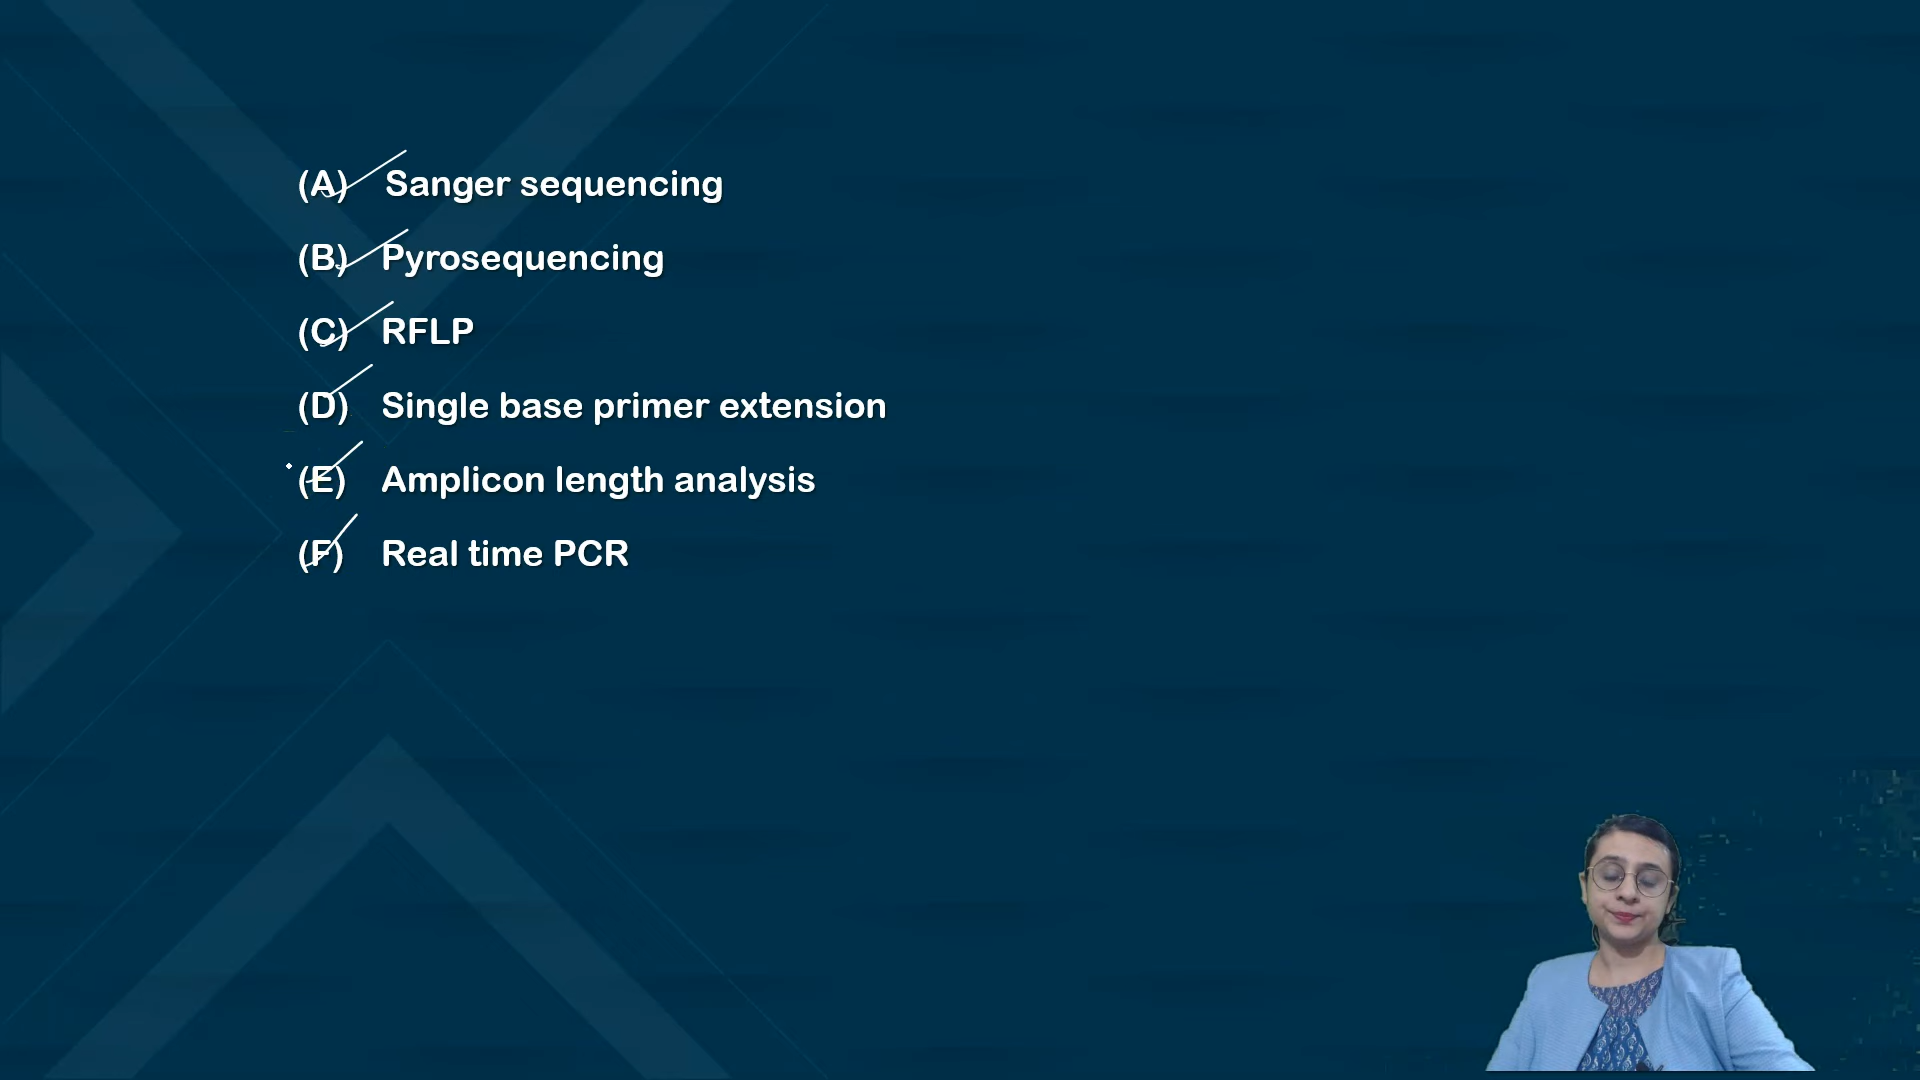 (A) Sanger sequencing
(B) Pyrosequencing
(C) RFLP
(D) Single base primer extension
(E) Amplicon length analysis
(F) Real time PCR